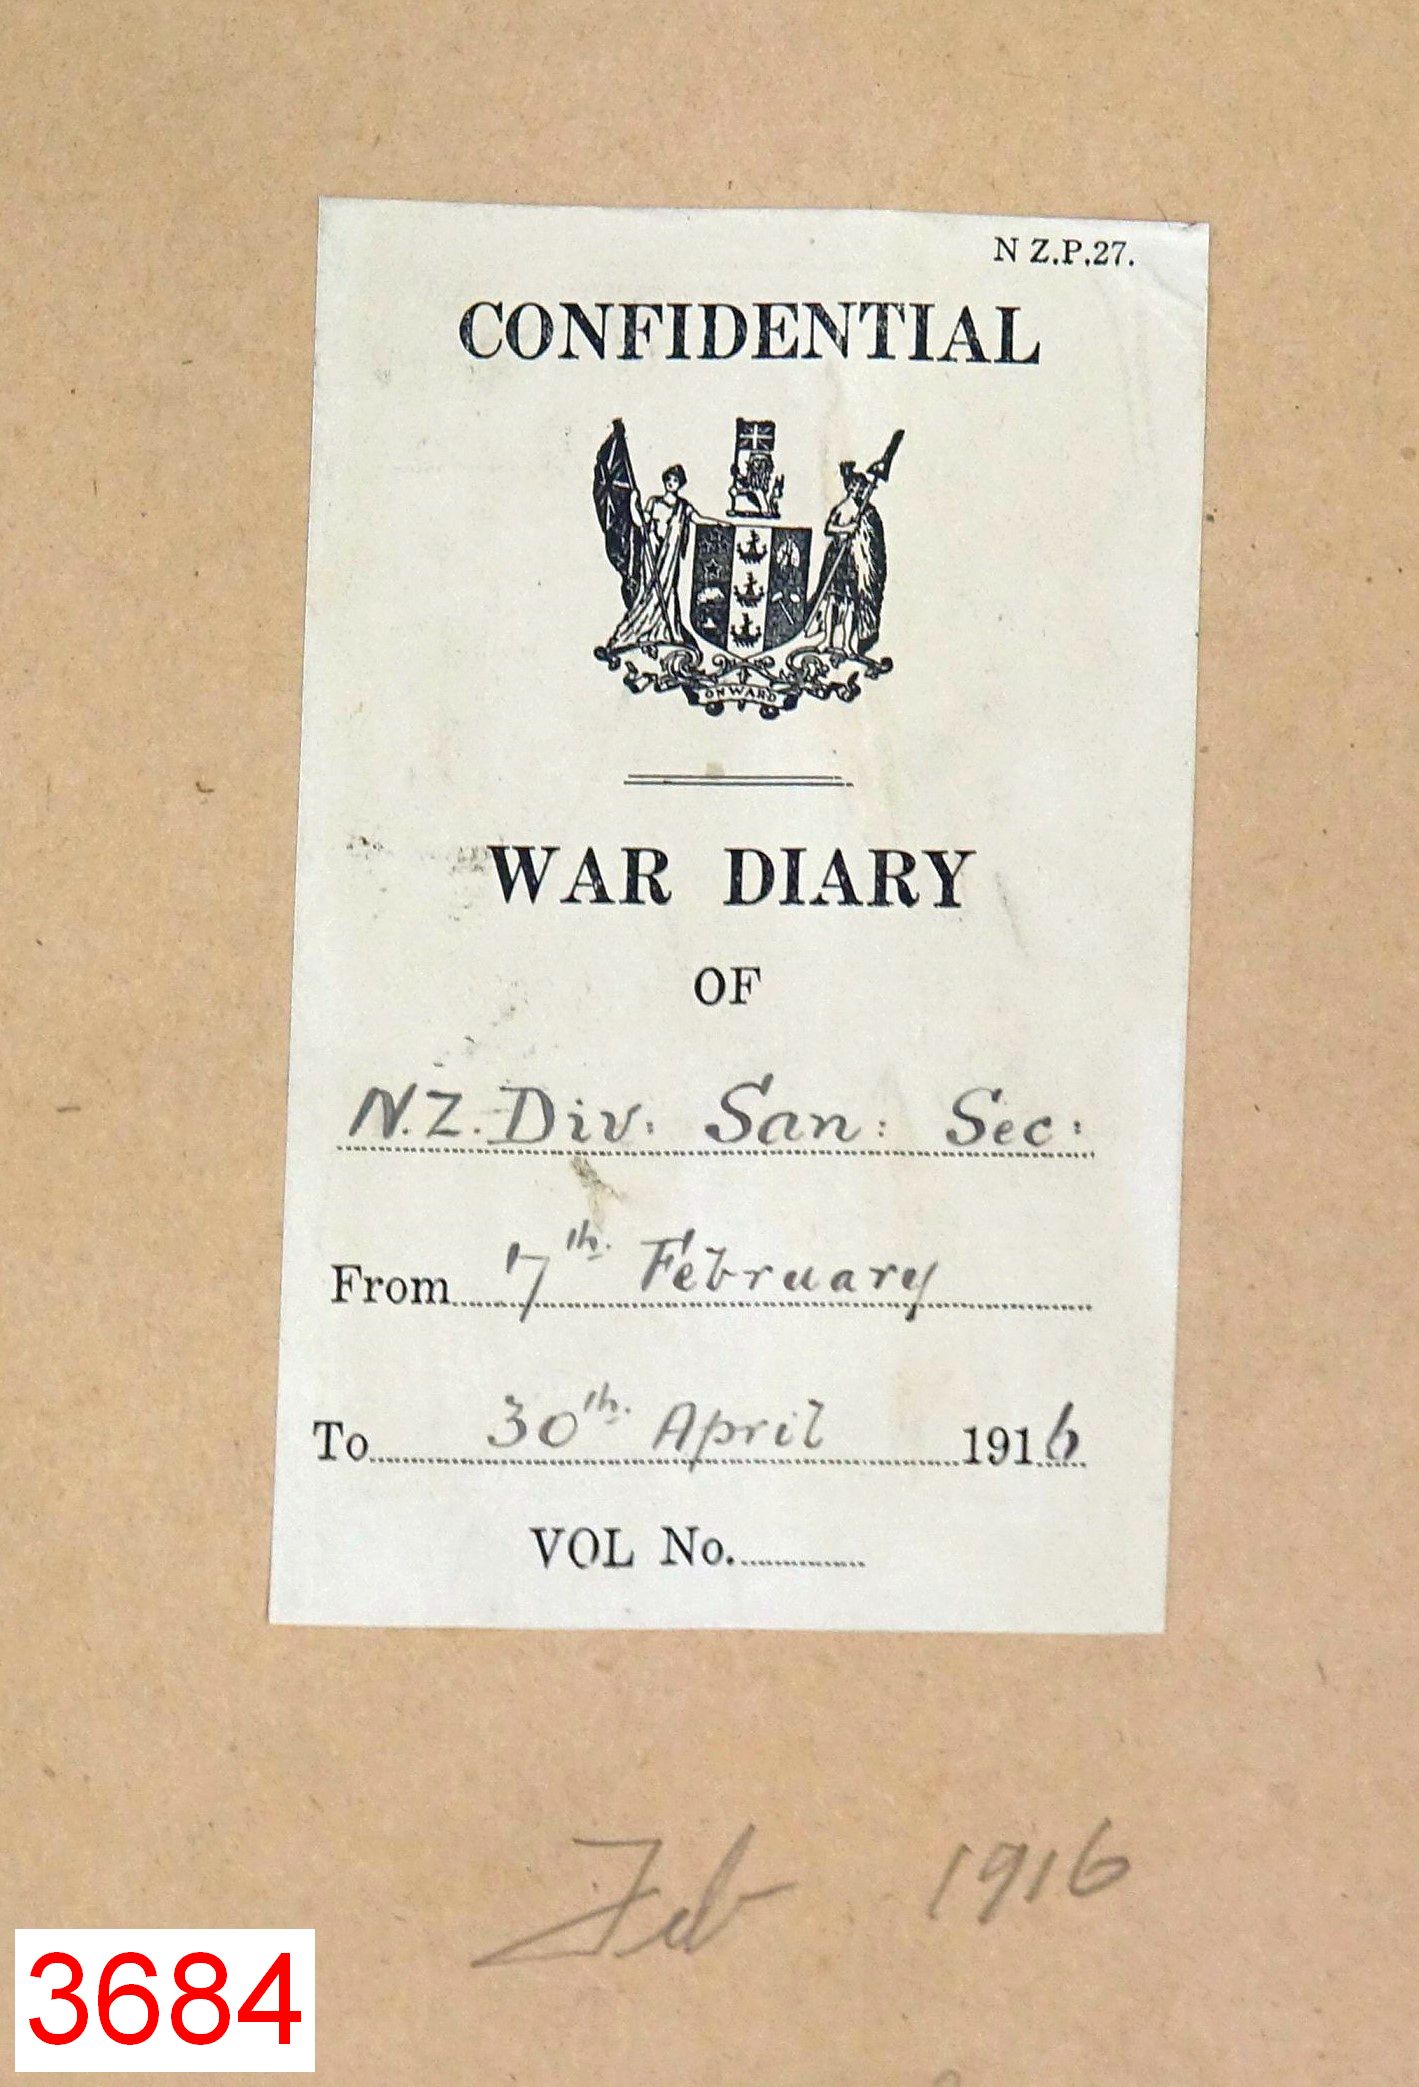 N Z.P.27.
CONFIDENTIAL
ONWARD
WAR DIARY
OF
N.Z. Div. San: Sec:
From 7th. February
To 30th. April 1916
VOL No.
Feb 1916
3684